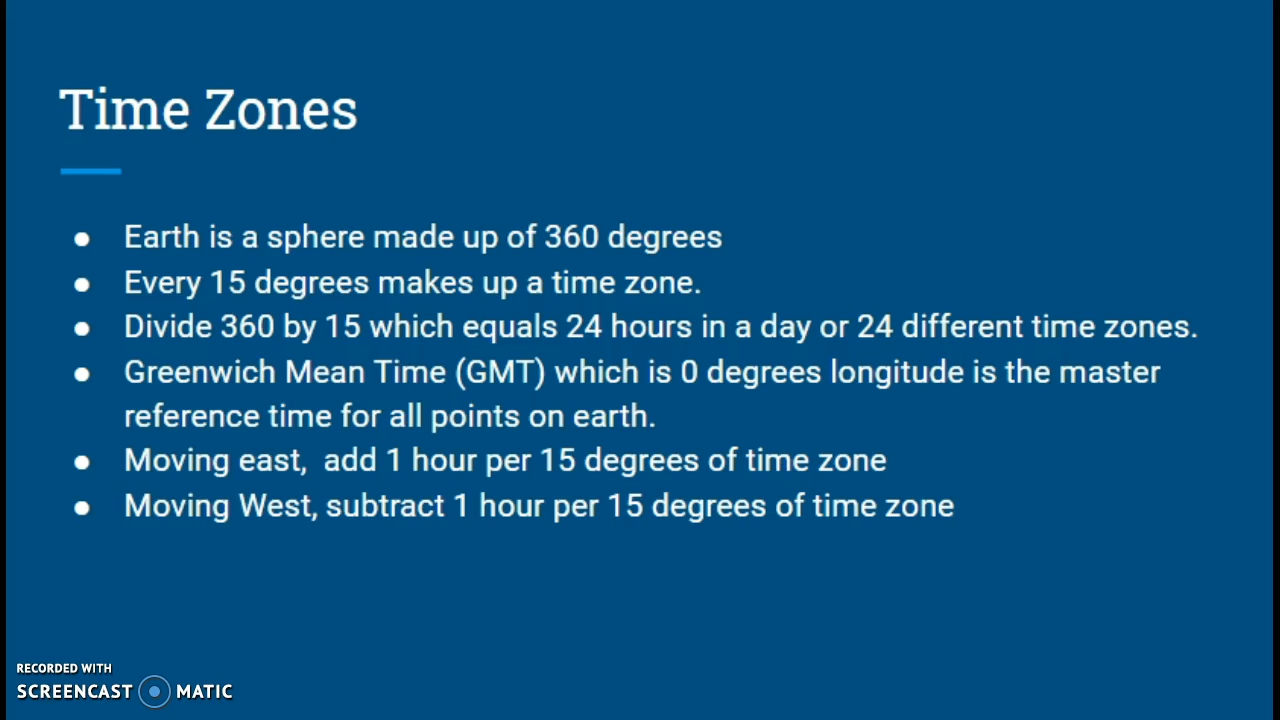 Time Zones
● Earth is a sphere made up of 360 degrees
● Every 15 degrees makes up a time zone.
● Divide 360 by 15 which equals 24 hours in a day or 24 different time zones.
● Greenwich Mean Time (GMT) which is 0 degrees longitude is the master
reference time for all points on earth.
● Moving east,  add 1 hour per 15 degrees of time zone
● Moving West, subtract 1 hour per 15 degrees of time zone
RECORDED WITH
SCREENCAST MATIC